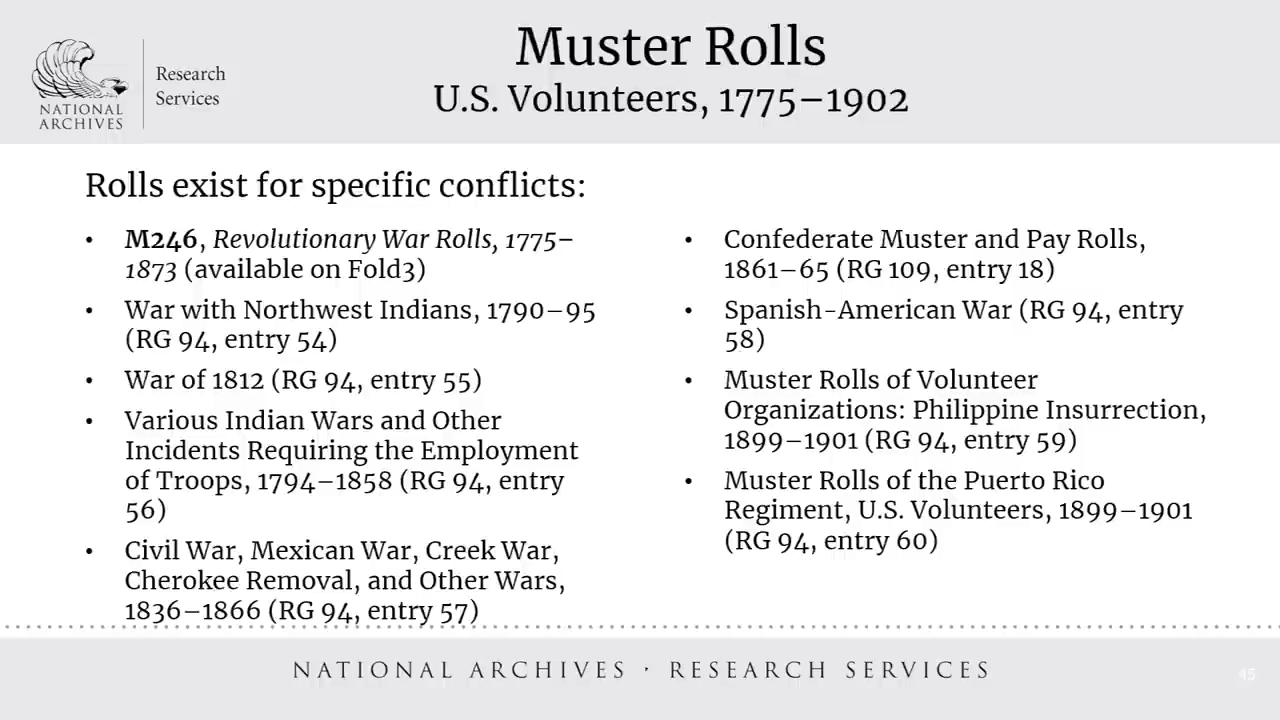 NATIONAL
ARCHIVES
Research
Services
Muster Rolls
U.S. Volunteers, 1775–1902
Rolls exist for specific conflicts:
• M246, Revolutionary War Rolls, 1775–
1873 (available on Fold3)
• War with Northwest Indians, 1790–95
(RG 94, entry 54)
• War of 1812 (RG 94, entry 55)
• Various Indian Wars and Other
Incidents Requiring the Employment
of Troops, 1794–1858 (RG 94, entry
56)
• Civil War, Mexican War, Creek War,
Cherokee Removal, and Other Wars,
1836–1866 (RG 94, entry 57)
• Confederate Muster and Pay Rolls,
1861–65 (RG 109, entry 18)
• Spanish-American War (RG 94, entry
58)
• Muster Rolls of Volunteer
Organizations: Philippine Insurrection,
1899–1901 (RG 94, entry 59)
• Muster Rolls of the Puerto Rico
Regiment, U.S. Volunteers, 1899–1901
(RG 94, entry 60)
NATIONAL ARCHIVES · RESEARCH SERVICES
45